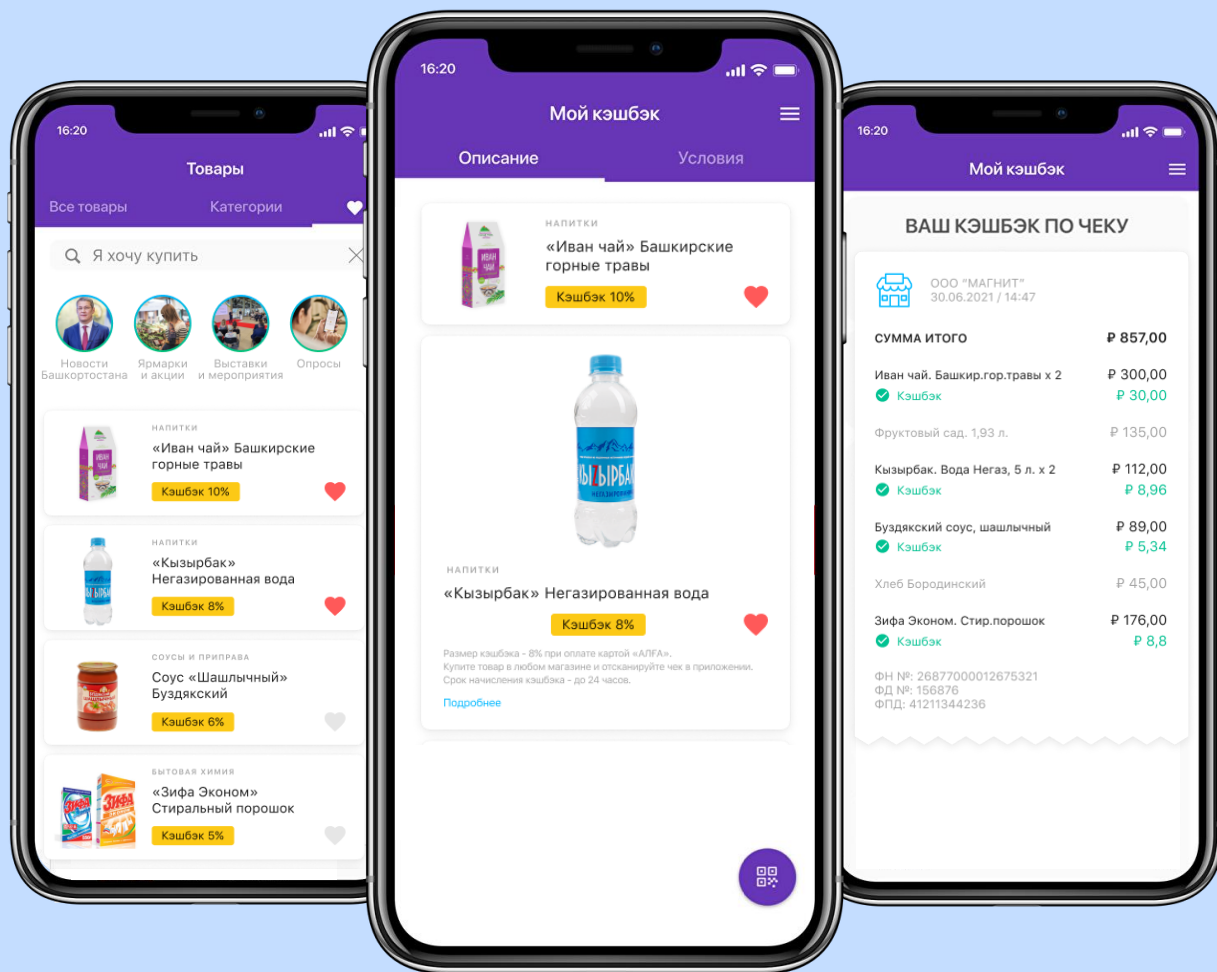 16:20
Товары
Все товары
Категории
Я хочу купить
Новости
Башкортостана
Ярмарки
и акции
Выставки
и мероприятия
Опросы
НАПИТКИ
«Иван чай» Башкирские
горные травы
Кэшбэк 10%
НАПИТКИ
«Кызырбак»
Негазированная вода
Кэшбэк 8%
СОУСЫ И ПРИПРАВА
Соус «Шашлычный»
Буздякский
Кэшбэк 6%
БЫТОВАЯ ХИМИЯ
ЗИФА
ЗИФА
«Зифа Эконом»
Стиральный порошок
Кэшбэк 5%
16:20
Мой кэшбэк
Описание
Условия
ИВАН
ЧАЙ
НАПИТКИ
«Иван чай» Башкирские
горные травы
Кэшбэк 10%
КЫZЫРБАК
НЕГАЗИРОВАННАЯ
НАПИТКИ
«Кызырбак» Негазированная вода
Кэшбэк 8%
Размер кэшбэка - 8% при оплате картой «АЛҒА».
Купите товар в любом магазине и отсканируйте чек в приложении.
Срок начисления кэшбэка - до 24 часов.
Подробнее
16:20
Мой кэшбэк
ВАШ КЭШБЭК ПО ЧЕКУ
ООО "МАГНИТ"
30.06.2021 / 14:47
СУММА ИТОГО ₽ 857,00
Иван чай. Башкир.гор.травы х 2 ₽ 300,00
Кэшбэк ₽ 30,00
Фруктовый сад. 1,93 л. ₽ 135,00
Кызырбак. Вода Негаз, 5 л. х 2 ₽ 112,00
Кэшбэк ₽ 8,96
Буздякский соус, шашлычный ₽ 89,00
Кэшбэк ₽ 5,34
Хлеб Бородинский ₽ 45,00
Зифа Эконом. Стир.порошок ₽ 176,00
Кэшбэк ₽ 8,8
ФН №: 26877000012675321
ФД №: 156876
ФПД: 41211344236